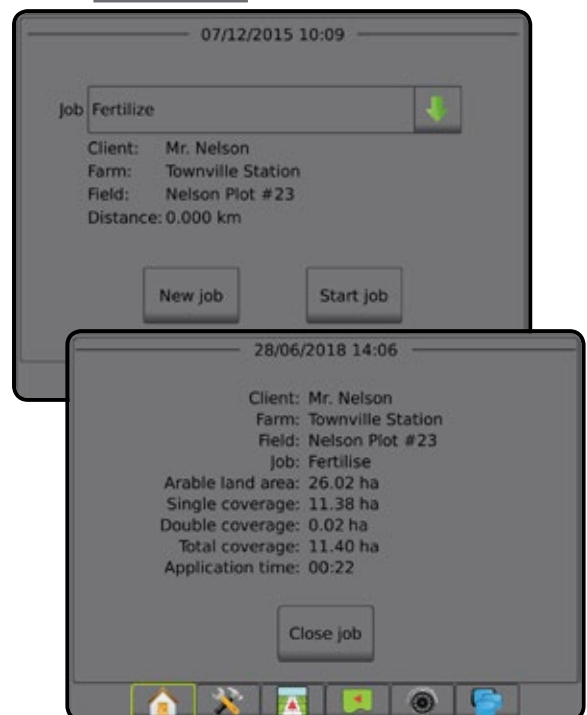 07/12/2015 10:09
Job Fertilize
Client: Mr. Nelson
Farm: Townville Station
Field: Nelson Plot #23
Distance: 0.000 km
New job Start job
28/06/2018 14:06
Client: Mr. Nelson
Farm: Townville Station
Field: Nelson Plot #23
Job: Fertilise
Arable land area: 26.02 ha
Single coverage: 11.38 ha
Double coverage: 0.02 ha
Total coverage: 11.40 ha
Application time: 00:22
Close job